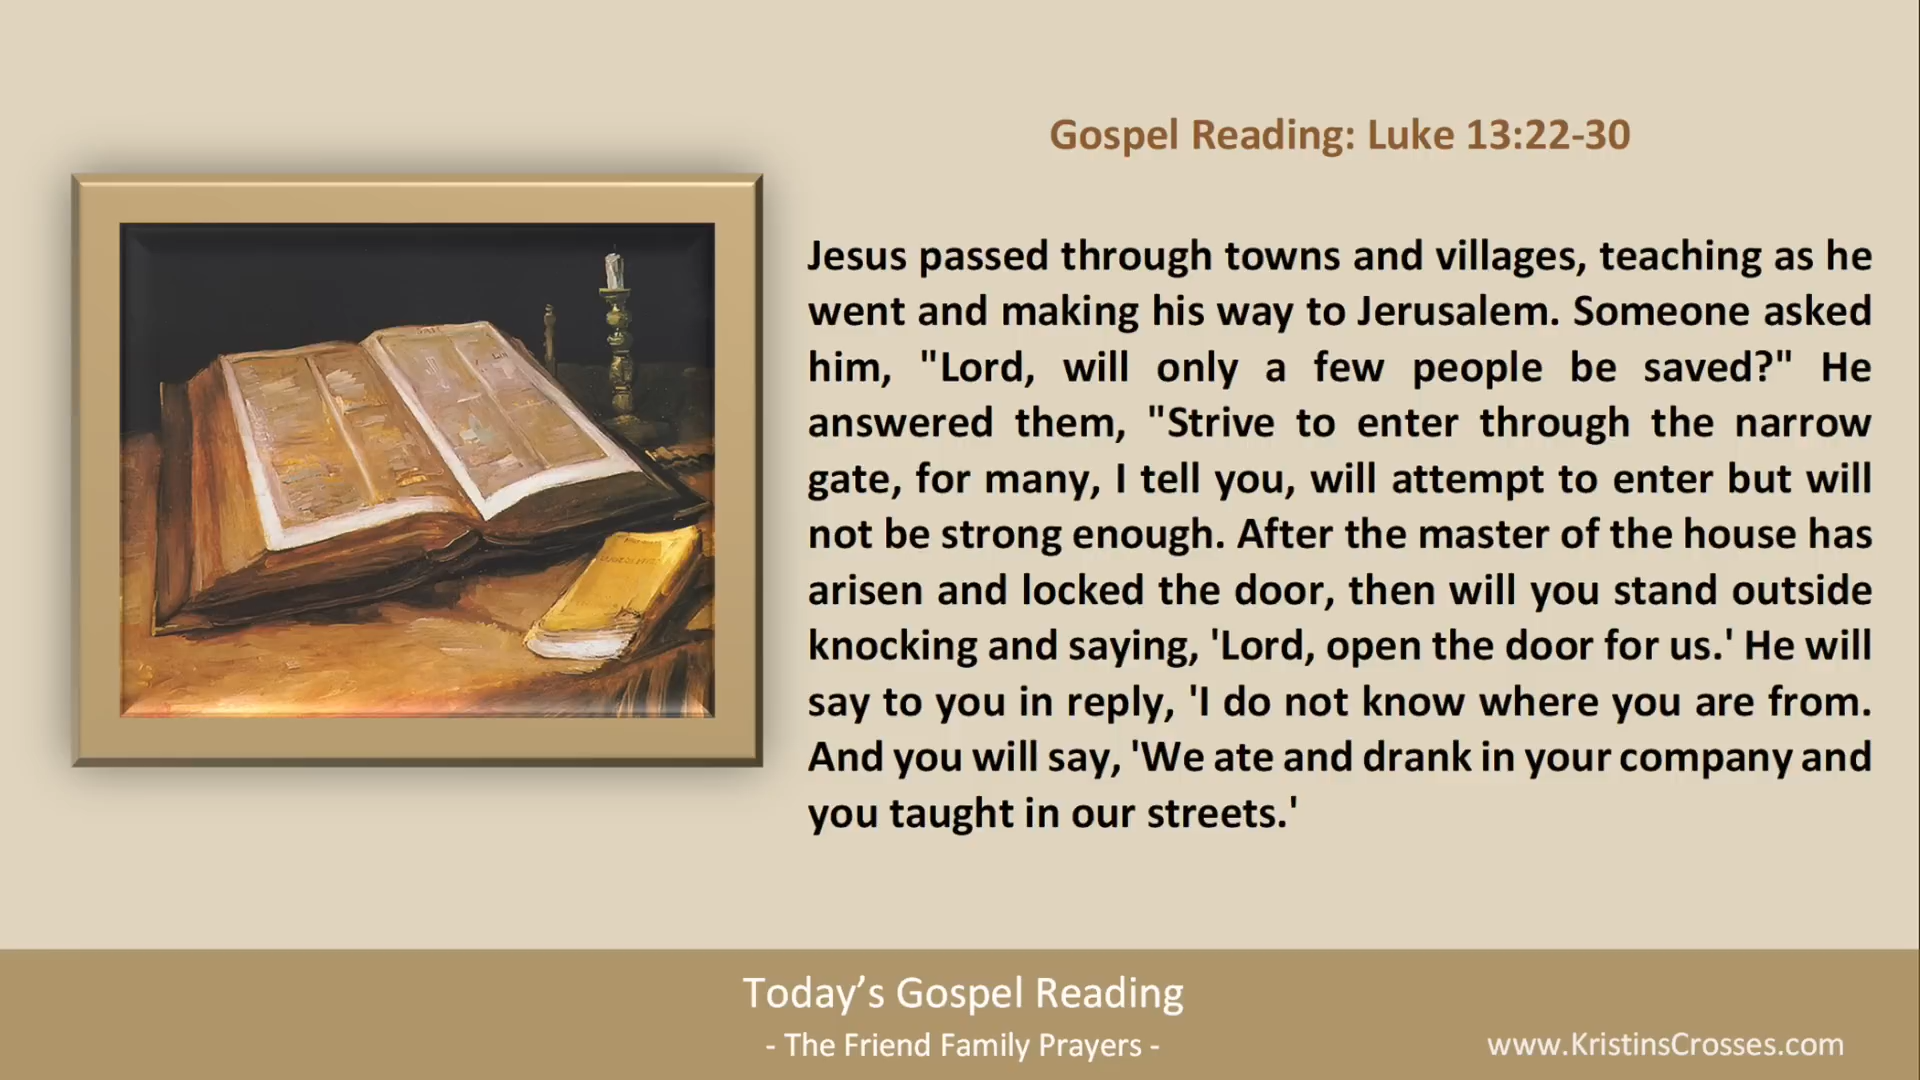 Gospel Reading: Luke 13:22-30
Jesus passed through towns and villages, teaching as he
went and making his way to Jerusalem. Someone asked
him, "Lord, will only a few people be saved?" He
answered them, "Strive to enter through the narrow
gate, for many, I tell you, will attempt to enter but will
not be strong enough. After the master of the house has
arisen and locked the door, then will you stand outside
knocking and saying, 'Lord, open the door for us.' He will
say to you in reply, 'I do not know where you are from.
And you will say, 'We ate and drank in your company and
you taught in our streets.'
Today’s Gospel Reading
- The Friend Family Prayers -
www.KristinsCrosses.com